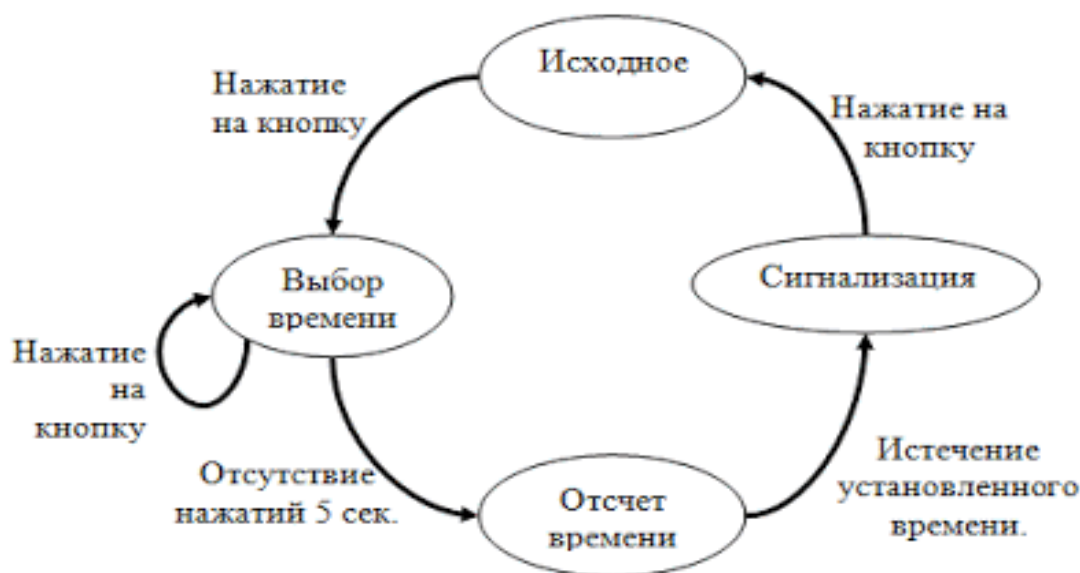 Исходное
Нажатие
на кнопку
Нажатие на
кнопку
Выбор
времени
Сигнализация
Нажатие
на
кнопку
Отсутствие
нажатий 5 сек.
Отсчет
времени
Истечение
установленного
времени.